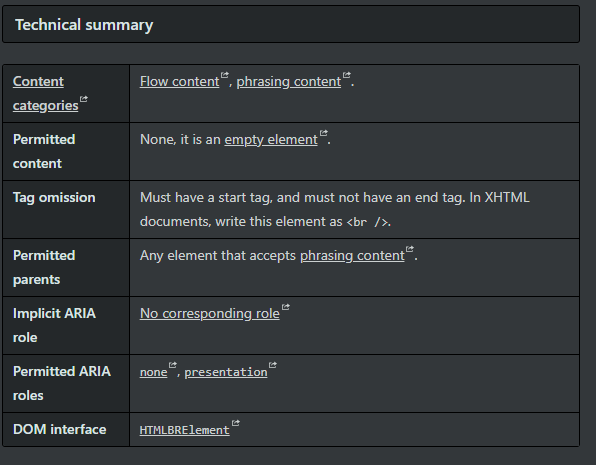 Technical summary
Content categories
Flow content, phrasing content.
Permitted content
None, it is an empty element.
Tag omission
Must have a start tag, and must not have an end tag. In XHTML
documents, write this element as <br />.
Permitted parents
Any element that accepts phrasing content.
Implicit ARIA role
No corresponding role
Permitted ARIA roles
none, presentation
DOM interface
HTMLBRElement